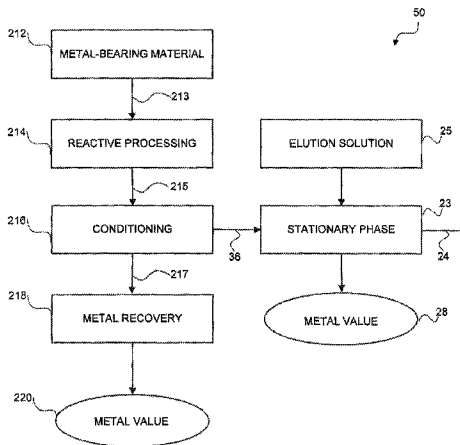 50
212
METAL-BEARING MATERIAL
213
214
REACTIVE PROCESSING
ELUTION SOLUTION
25
215
23
216
CONDITIONING
36
STATIONARY PHASE
24
217
218
METAL RECOVERY
METAL VALUE
28
220
METAL VALUE